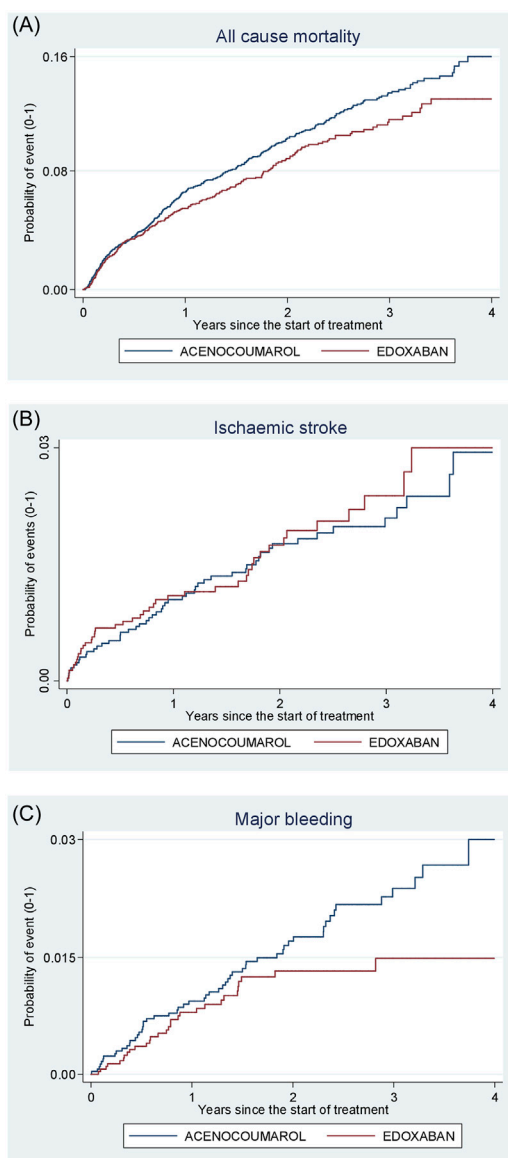 (A)
All cause mortality
Probability of event (0-1)
0.16
0.08
0.00
0 1 2 3 4
Years since the start of treatment
ACENOCOUMAROL EDOXABAN
(B)
Ischaemic stroke
Probability of events (0-1)
0.03
0.00
0 1 2 3 4
Years since the start of treatment
ACENOCOUMAROL EDOXABAN
(C)
Major bleeding
Probability of event (0-1)
0.03
0.015
0.00
0 1 2 3 4
Years since the start of treatment
ACENOCOUMAROL EDOXABAN